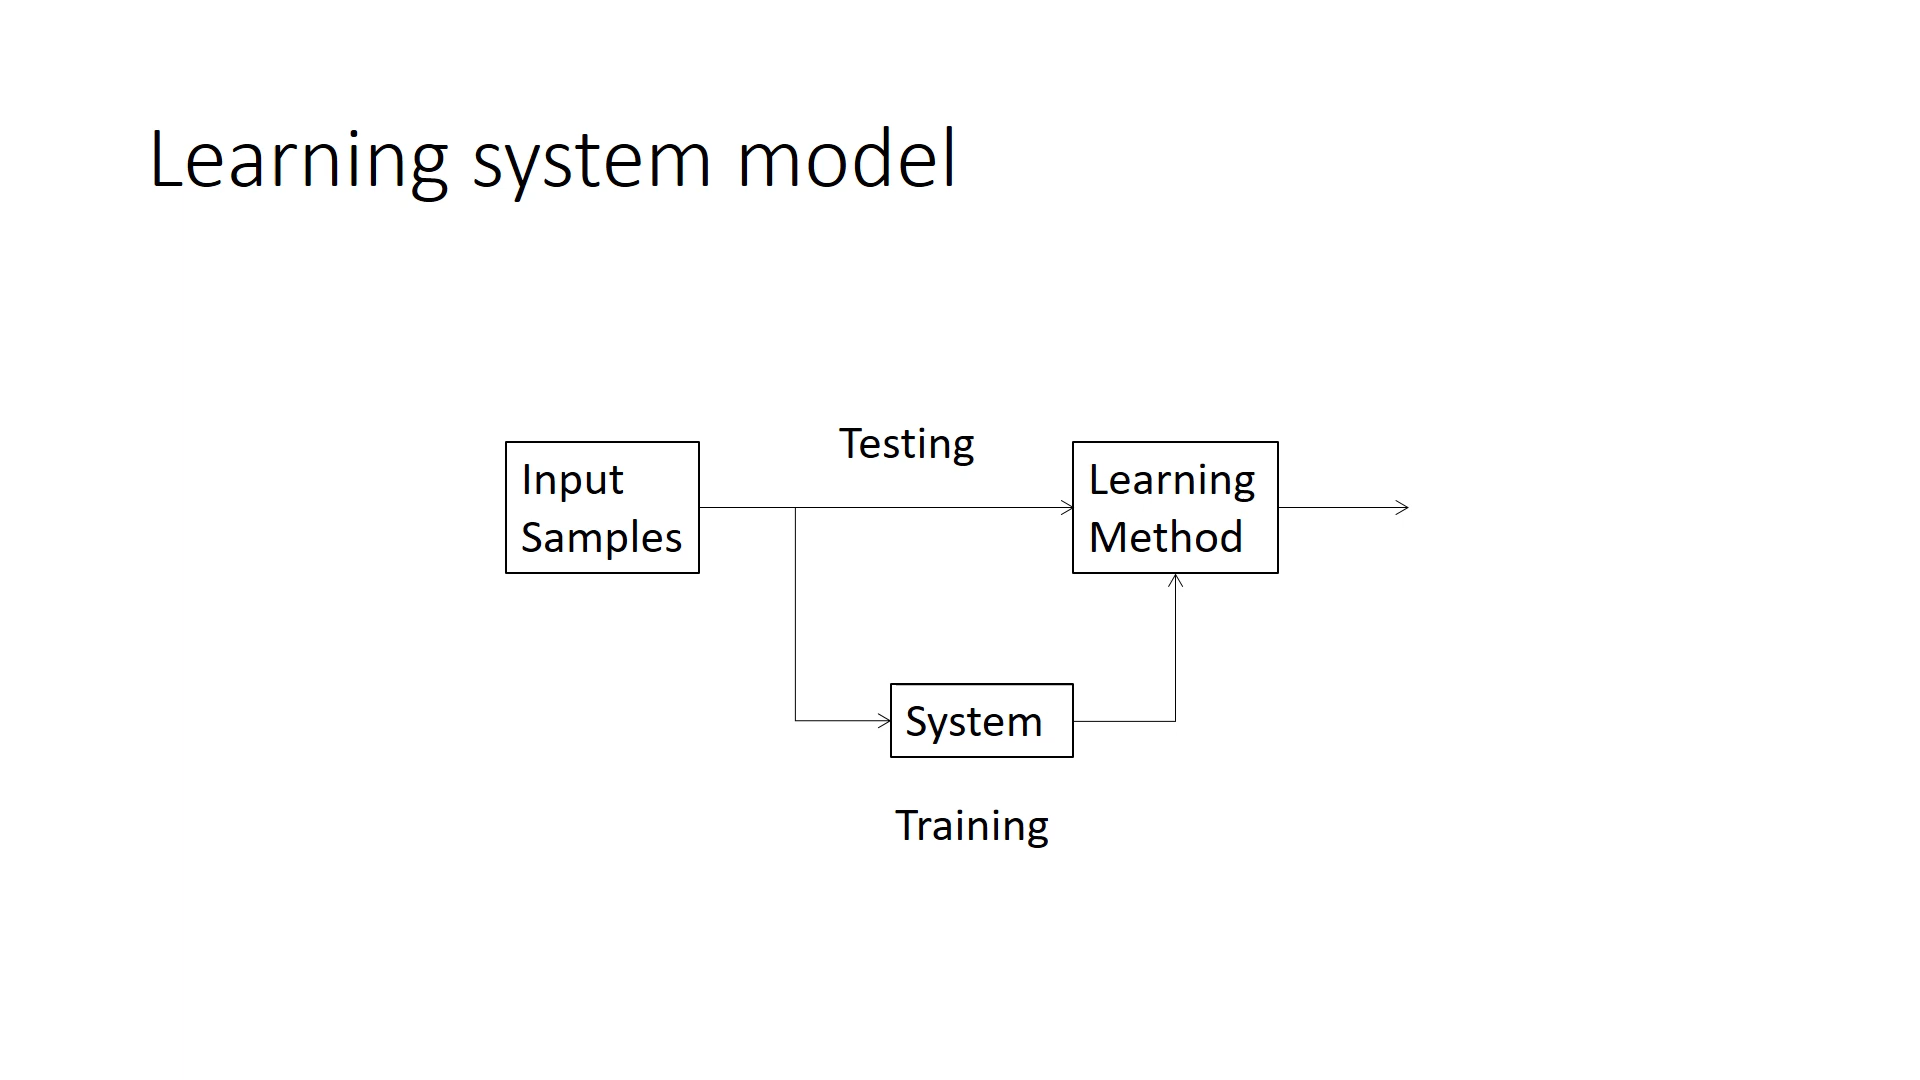 Learning system model
Testing
Input
Samples
Learning
Method
System
Training